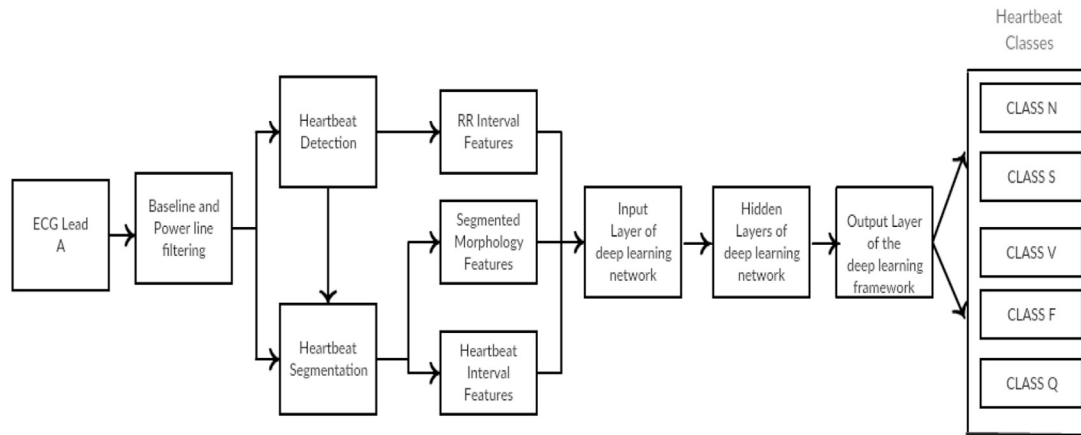 Heartbeat
Classes
ECG Lead
A
Baseline and
Power line
filtering
Heartbeat
Detection
Heartbeat
Segmentation
RR Interval
Features
Segmented
Morphology
Features
Heartbeat
Interval
Features
Input
Layer of
deep learning
network
Hidden
Layers of
deep learning
network
Output Layer
of the
deep learning
framework
CLASS N
CLASS S
CLASS V
CLASS F
CLASS Q